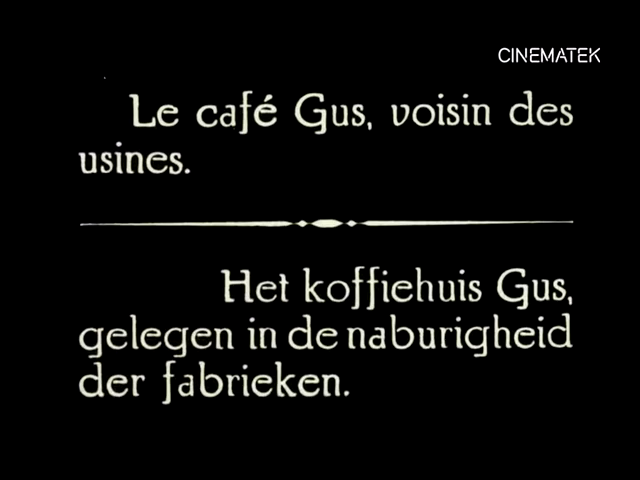 CINEMATEK
Le café Gus, voisin des
usines.
Het koffiehuis Gus,
gelegen in de naburigheid
der fabrieken.